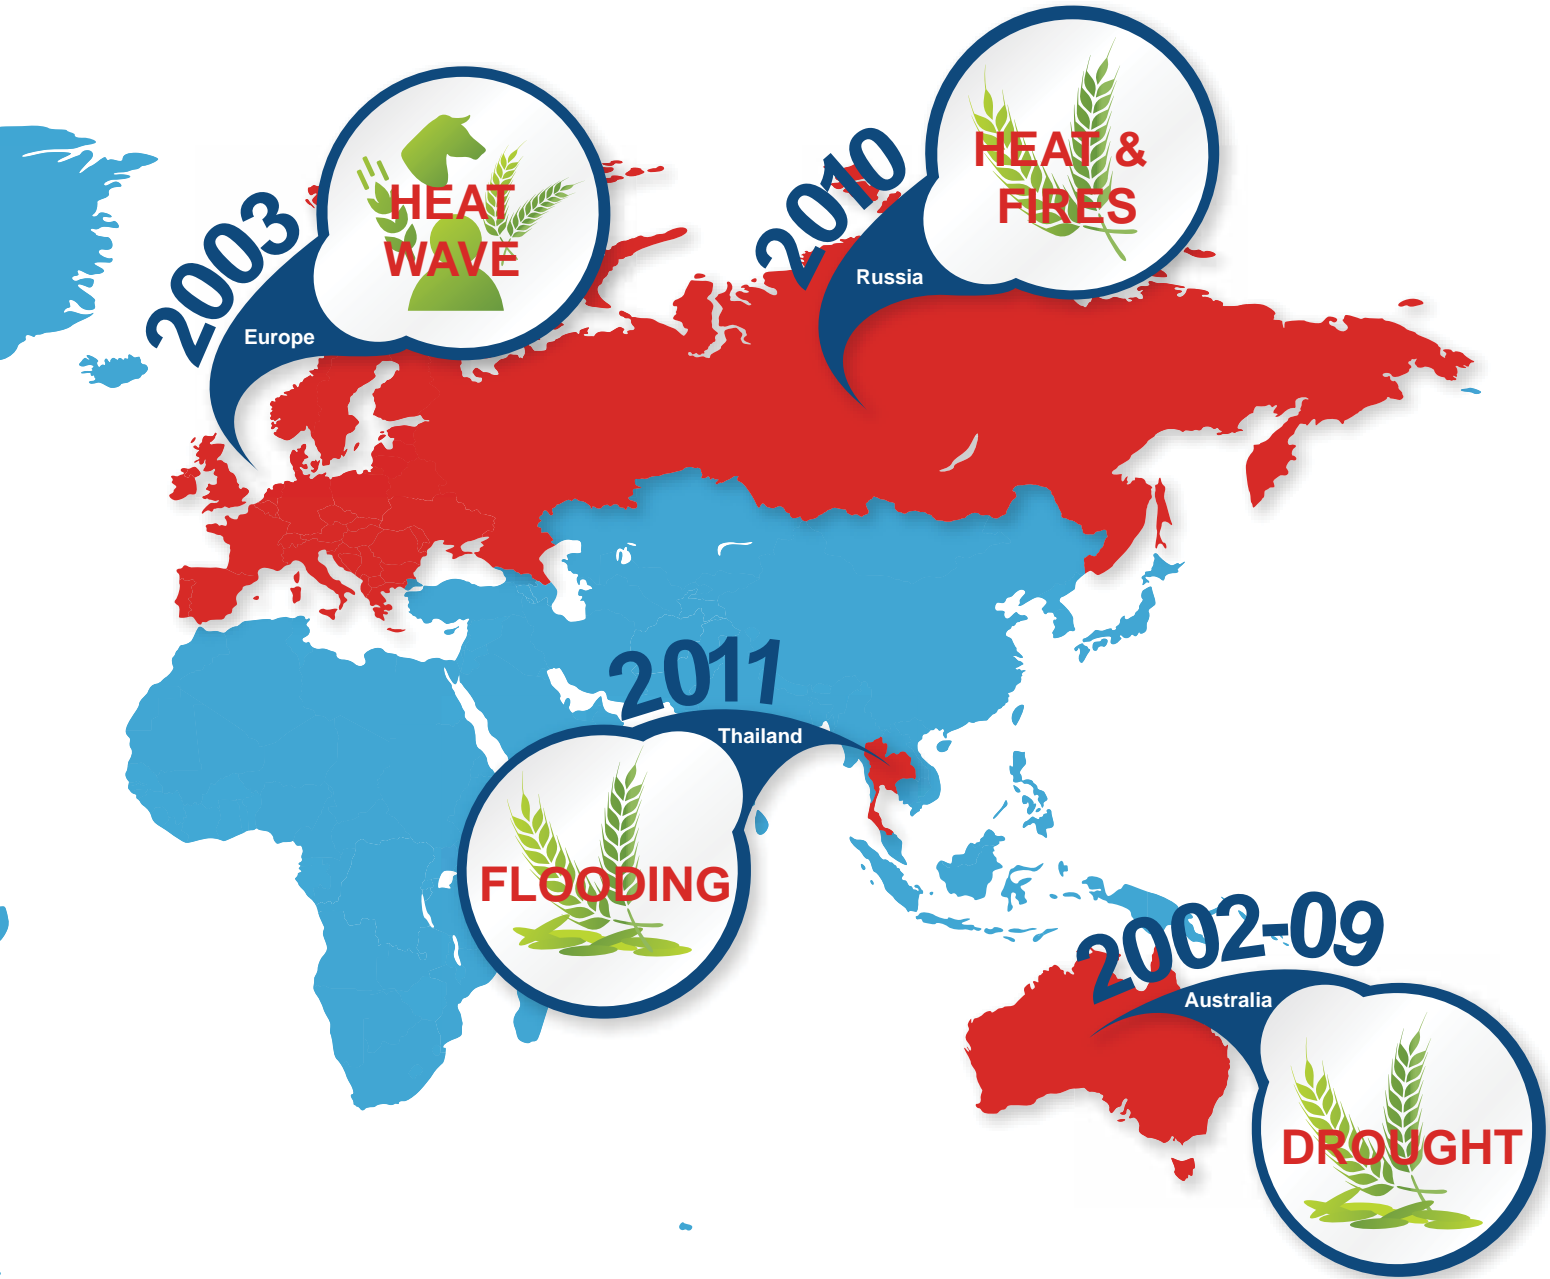 2003
Europe
HEAT
WAVE
2010
Russia
HEAT &
FIRES
2011
Thailand
FLOODING
2002-09
Australia
DROUGHT